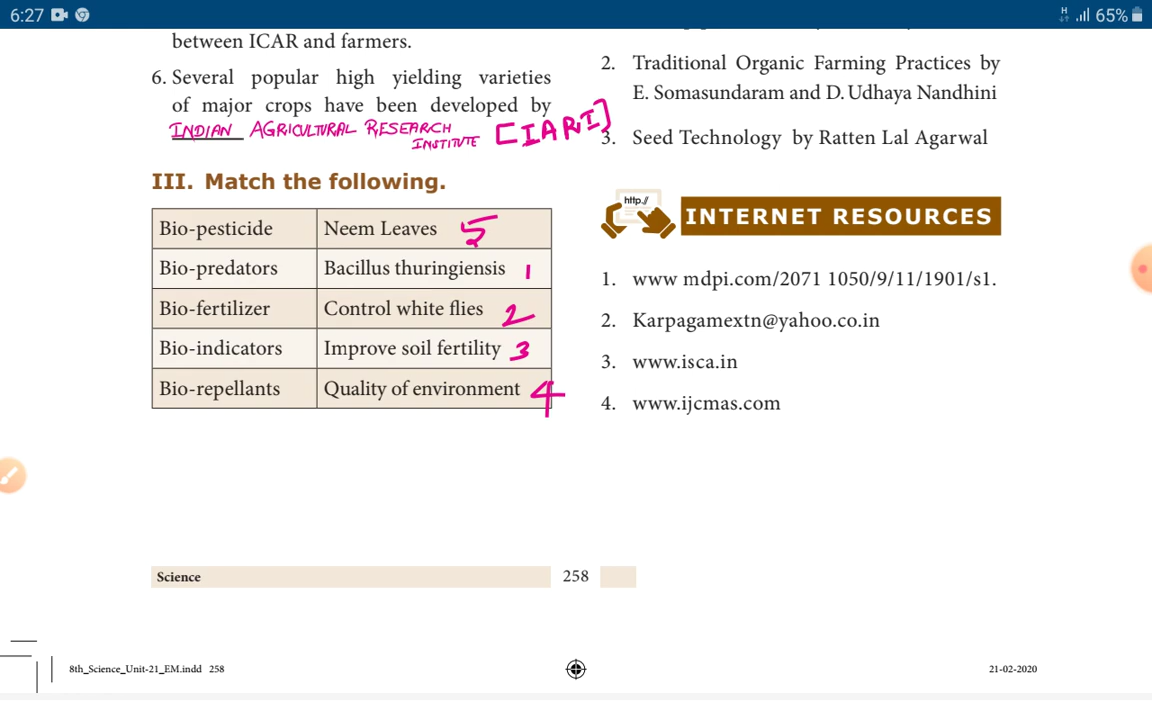 6:27
65%
between ICAR and farmers.
6. Several popular high yielding varieties
of major crops have been developed by
INDIAN AGRICULTURAL RESEARCH
INSTITUTE [IARI]
III. Match the following.
Bio-pesticide Neem Leaves 5
Bio-predators Bacillus thuringiensis 1
Bio-fertilizer Control white flies 2
Bio-indicators Improve soil fertility 3
Bio-repellants Quality of environment 4
2. Traditional Organic Farming Practices by
E. Somasundaram and D. Udhaya Nandhini
3. Seed Technology by Ratten Lal Agarwal
http://
INTERNET RESOURCES
1. www mdpi.com/2071 1050/9/11/1901/s1.
2. Karpagamextn@yahoo.co.in
3. www.isca.in
4. www.ijcmas.com
Science 258
8th_Science_Unit-21_EM.indd 258 21-02-2020